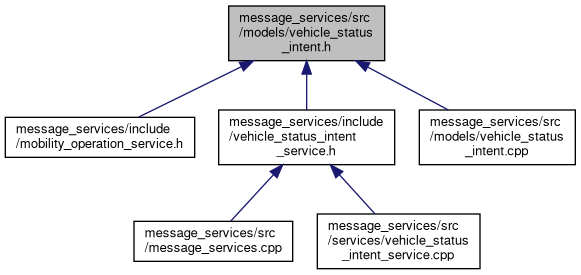 message_services/src
/models/vehicle_status
_intent.h
message_services/include
/mobility_operation_service.h
message_services/include
/vehicle_status_intent
_service.h
message_services/src
/models/vehicle_status
_intent.cpp
message_services/src
/message_services.cpp
message_services/src
/services/vehicle_status
_intent_service.cpp